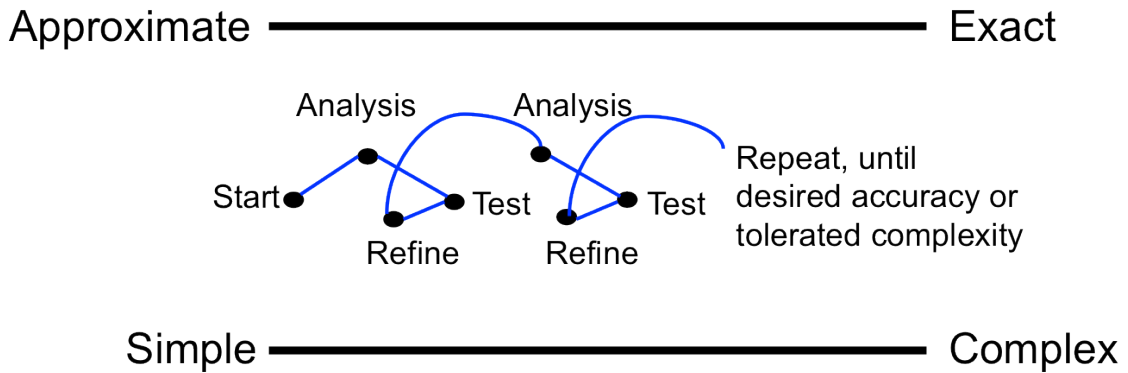 Approximate
Exact
Analysis
Analysis
Start
Test
Refine
Test
Refine
Repeat, until
desired accuracy or
tolerated complexity
Simple
Complex